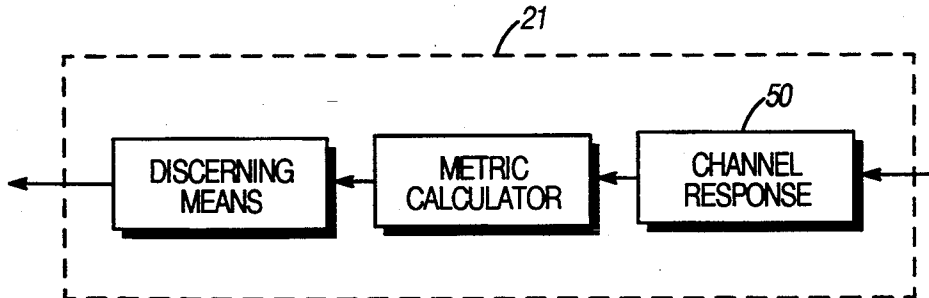 21
50
DISCERNING
MEANS
METRIC
CALCULATOR
CHANNEL
RESPONSE